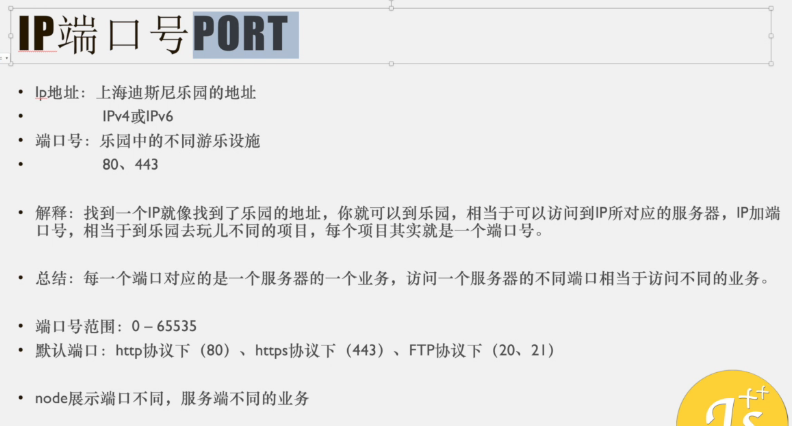 IP端口号PORT
• Ip地址：上海迪斯尼乐园的地址
• IPv4或IPv6
• 端口号：乐园中的不同游乐设施
• 80、443
• 解释：找到一个IP就像找到了乐园的地址，你就可以到乐园，相当于可以访问到IP所对应的服务器，IP加端
口号，相当于到乐园去玩儿不同的项目，每个项目其实就是一个端口号。
• 总结：每一个端口对应的是一个服务器的一个业务，访问一个服务器的不同端口相当于访问不同的业务。
• 端口号范围：0 – 65535
• 默认端口：http协议下（80）、https协议下（443）、FTP协议下（20、21）
• node展示端口不同，服务端不同的业务
Js++